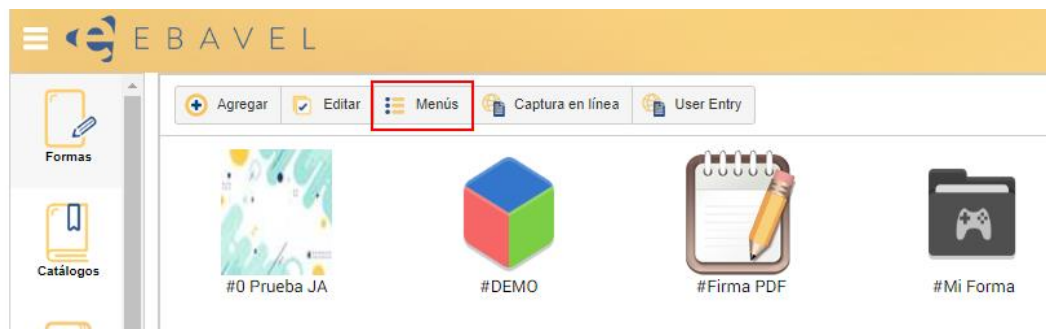 EBAVEL
Agregar Editar Menús Captura en línea User Entry
Formas
Catálogos
#0 Prueba JA #DEMO #Firma PDF #Mi Forma